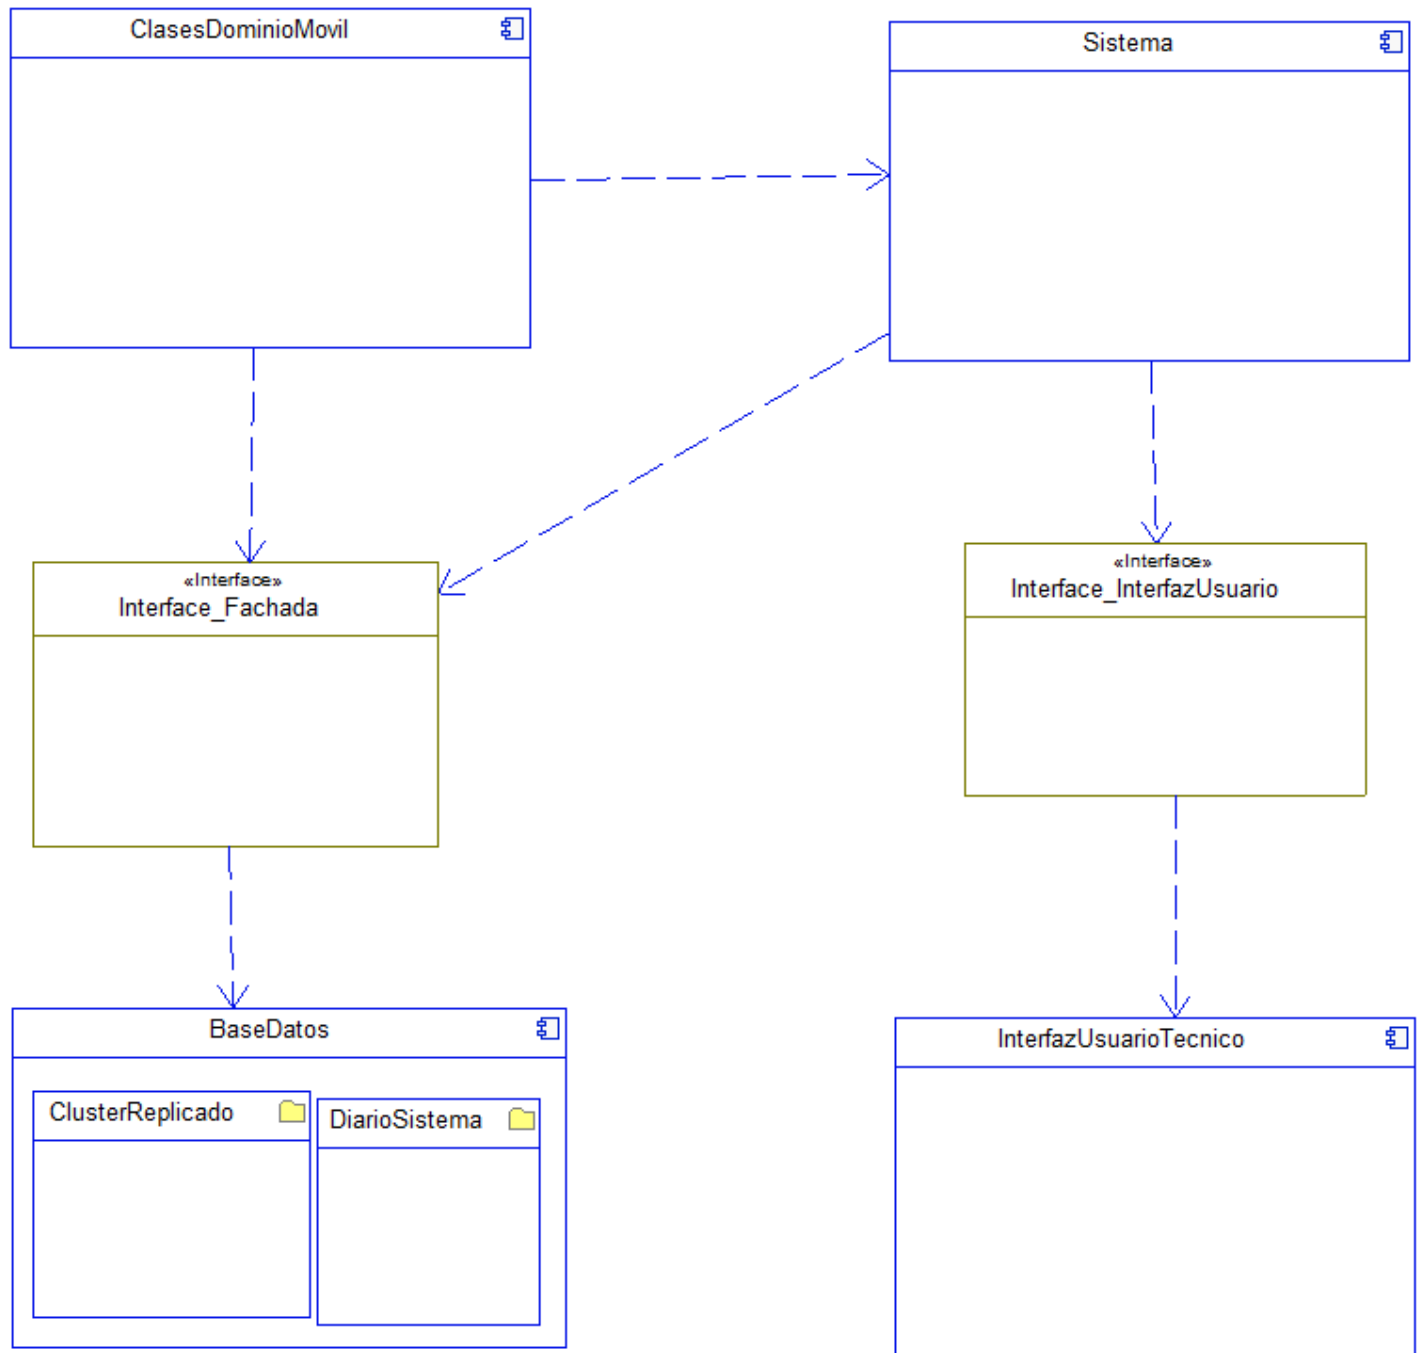 ClasesDominioMovil
Sistema
«Interface»
Interface_Fachada
«Interface»
Interface_InterfazUsuario
BaseDatos
ClusterReplicado
DiarioSistema
InterfazUsuarioTecnico